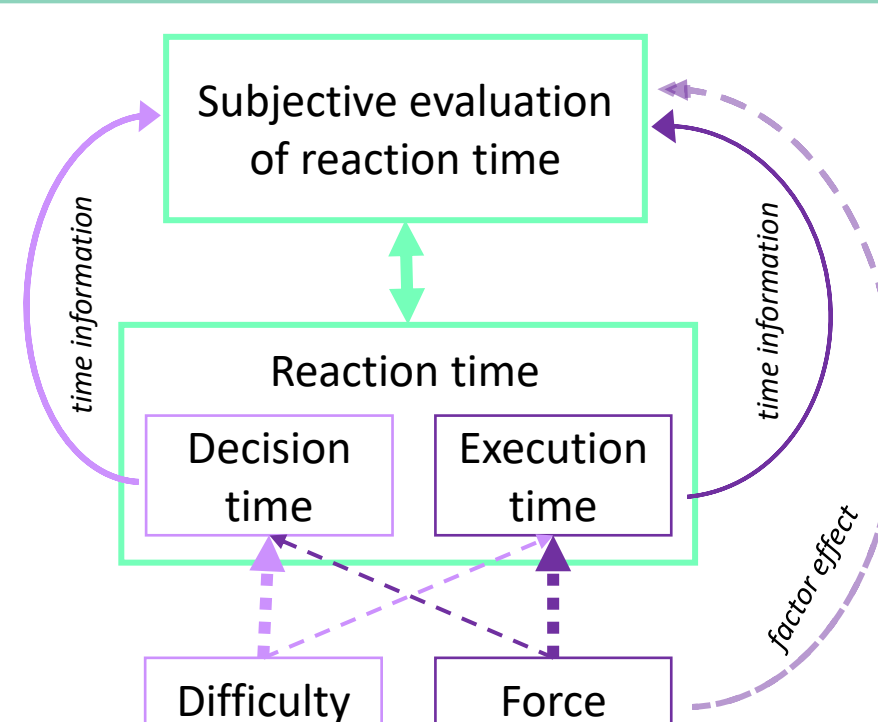 Subjective evaluation
of reaction time
time information
time information
Reaction time
Decision
time
Execution
time
factor effect
Difficulty
Force